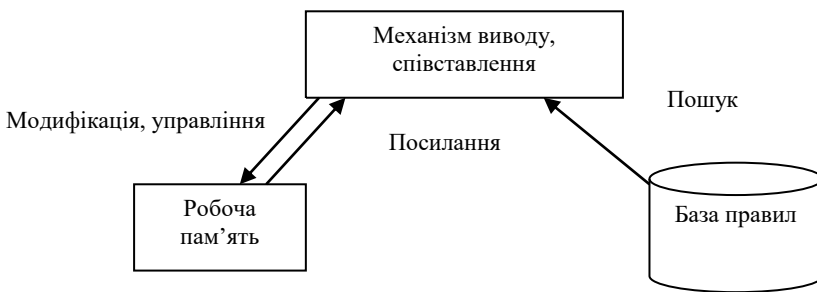 Механізм виводу,
співставлення
Пошук
Модифікація, управління
Посилання
Робоча
пам’ять
База правил